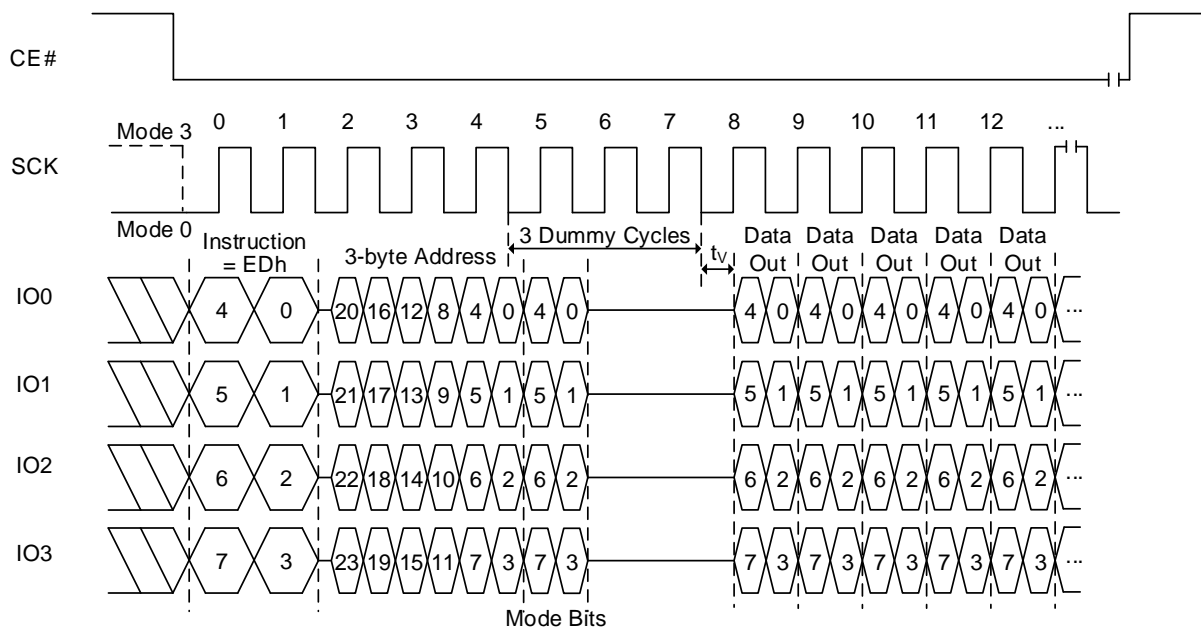 CE#
0 1 2 3 4 5 6 7 8 9 10 11 12 ...
Mode 3
SCK
Mode 0
Instruction
= EDh
3-byte Address
3 Dummy Cycles
tV
Data
Out
Data
Out
Data
Out
Data
Out
Data
Out
IO0 4 0 20 16 12 8 4 0 4 0 4 0 4 0 4 0 4 0 4 0 ...
IO1 5 1 21 17 13 9 5 1 5 1 5 1 5 1 5 1 5 1 5 1 ...
IO2 6 2 22 18 14 10 6 2 6 2 6 2 6 2 6 2 6 2 6 2 ...
IO3 7 3 23 19 15 11 7 3 7 3 7 3 7 3 7 3 7 3 7 3 ...
Mode Bits